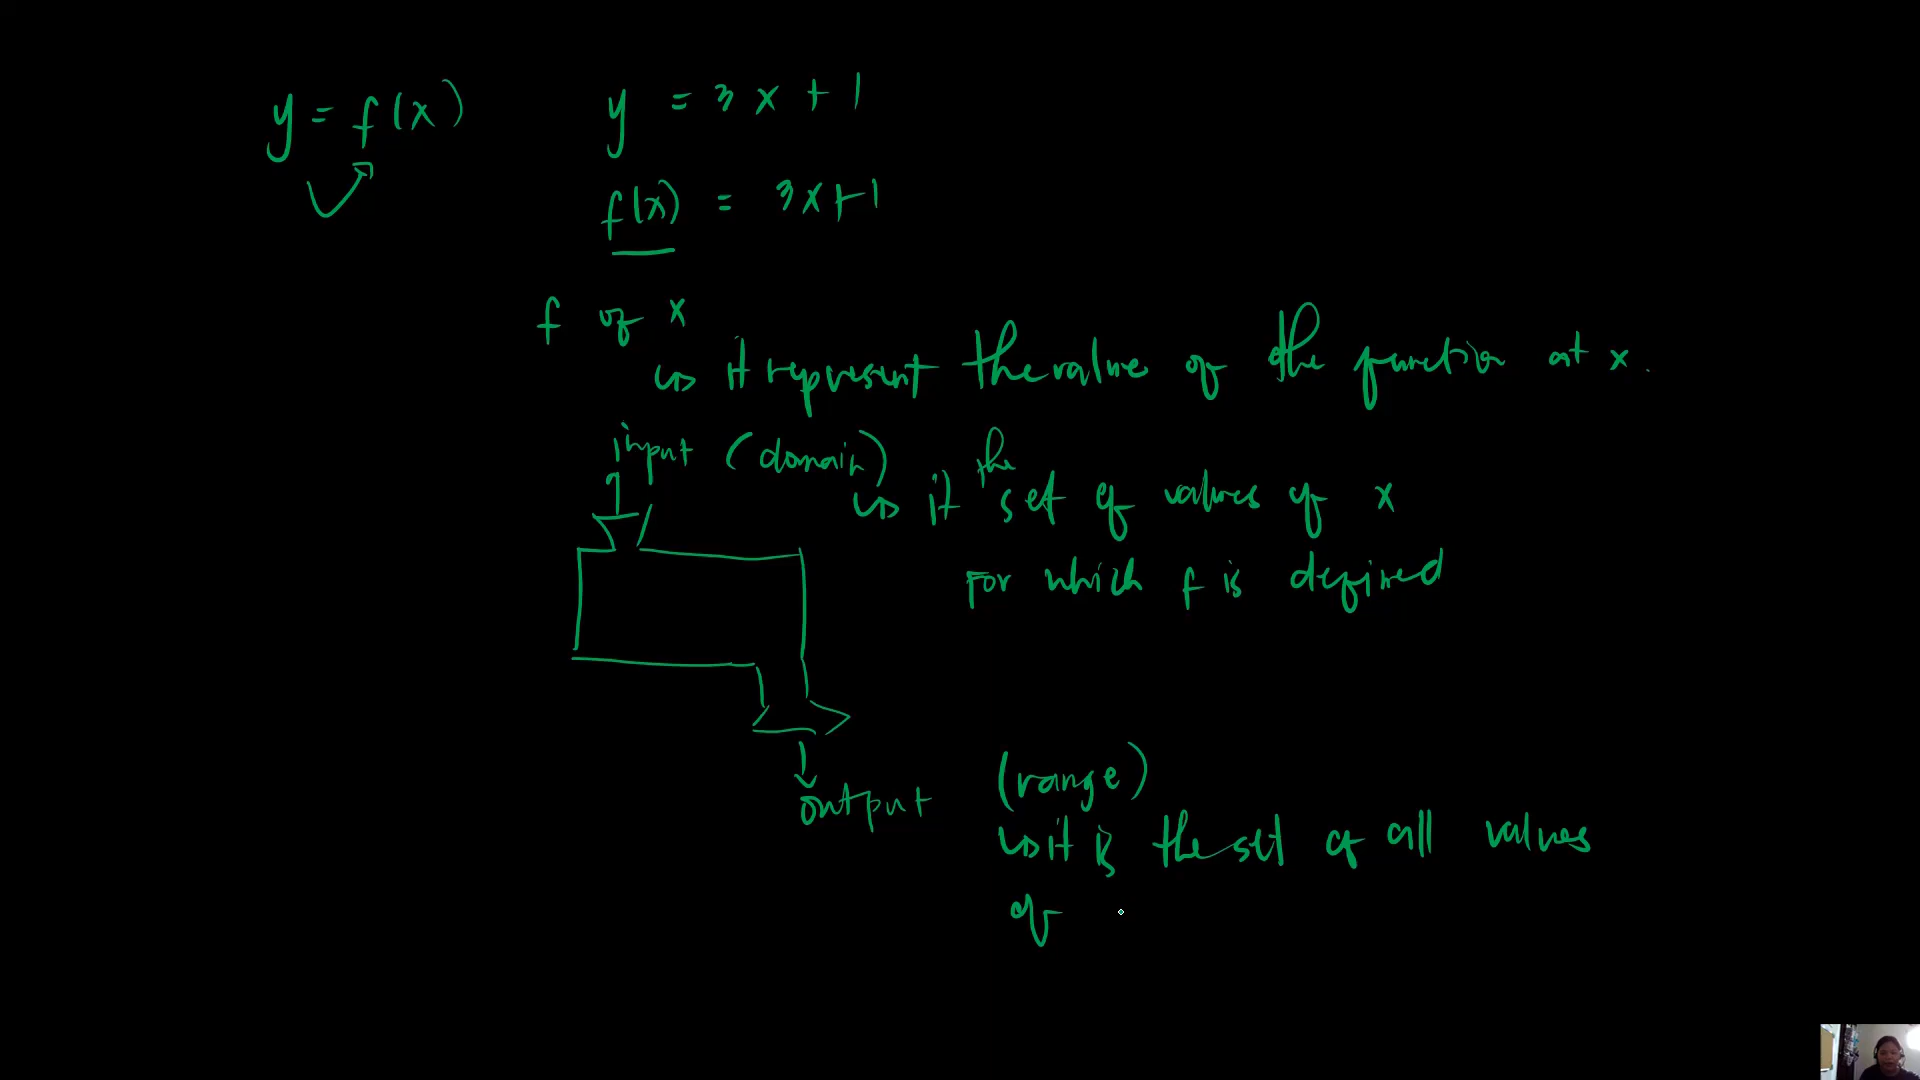 y = f(x)
y = 3x+1
f(x) = 3x+1
f of x
it represent the value of the function at x.
input (domain)
it the set of values of x
for which f is defined
output (range)
it is the set of all values
of